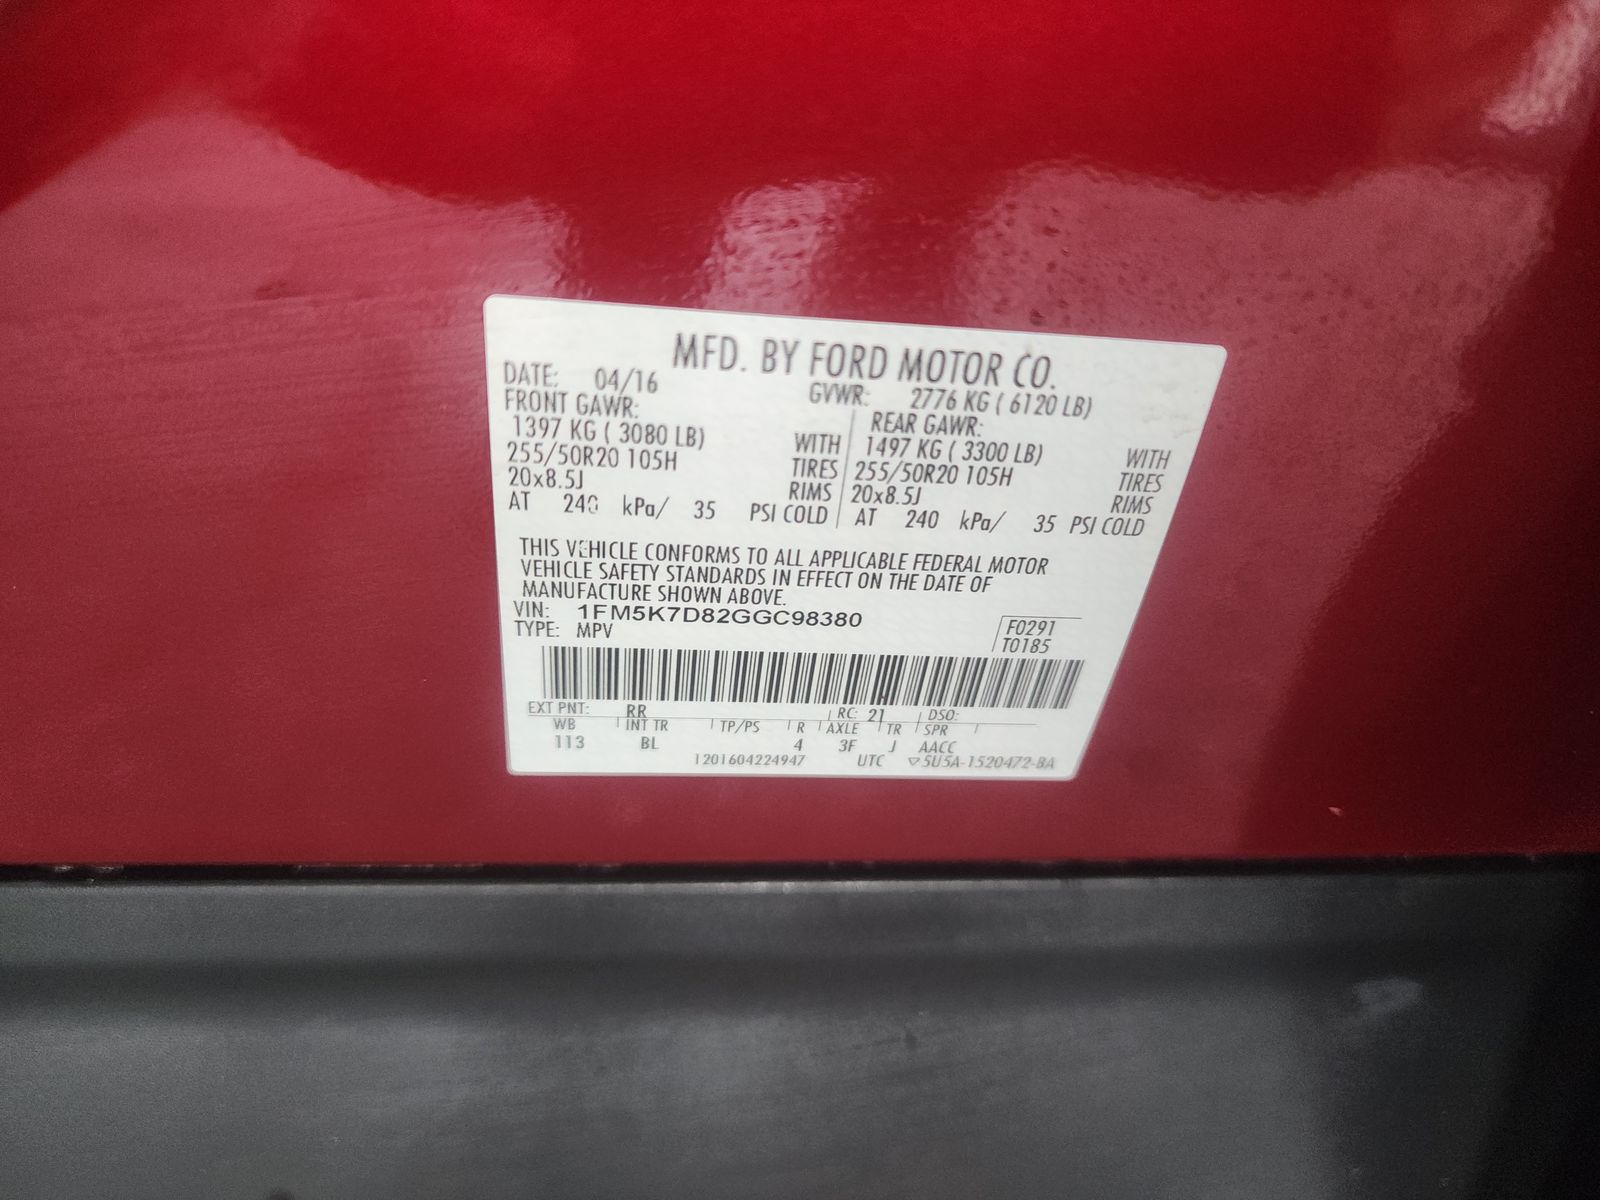 MFD. BY FORD MOTOR CO.
DATE: 04/16 GVWR: 2776 KG ( 6120 LB)
FRONT GAWR: REAR GAWR:
1397 KG ( 3080 LB) WITH 1497 KG ( 3300 LB) WITH
255/50R20 105H TIRES 255/50R20 105H TIRES
20x8.5J RIMS 20x8.5J RIMS
AT 240 kPa/ 35 PSI COLD AT 240 kPa/ 35 PSI COLD
THIS VEHICLE CONFORMS TO ALL APPLICABLE FEDERAL MOTOR
VEHICLE SAFETY STANDARDS IN EFFECT ON THE DATE OF
MANUFACTURE SHOWN ABOVE.
VIN: 1FM5K7D82GGC98380
TYPE: MPV
F0291
T0185
EXT PNT: RR RC: 21 DSO:
WB INT TR TP/PS R AXLE TR SPR
113 BL 4 3F J AACC
1201604224947 UTC ▽5U5A-1520472-BA